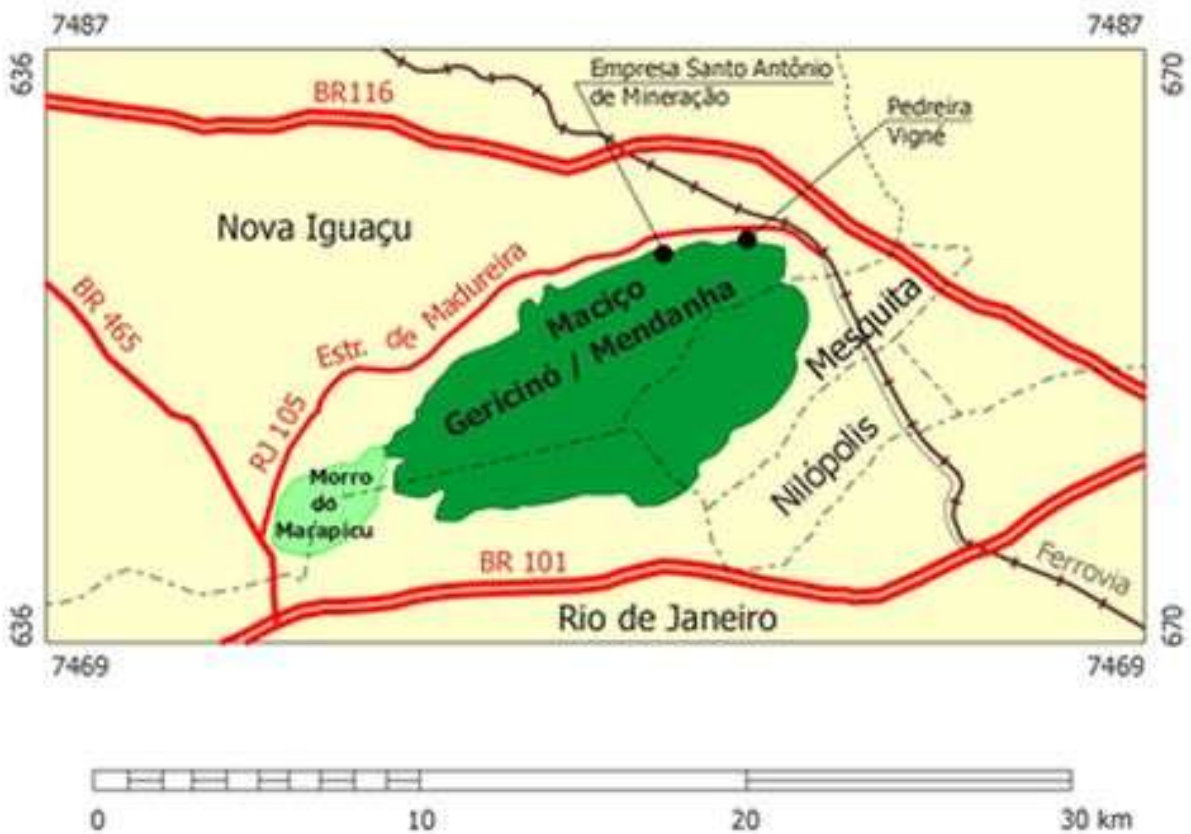 7487
7487
636
670
Empresa Santo Antônio
de Mineração
BR116
Pedreira
Vigné
Nova Iguaçu
BR 465
Estr. de Madureira
Maciço
Gericinó / Mendanha
Mesquita
RJ 105
Nilópolis
Morro
do
Marapicu
BR 101
Ferrovia
Rio de Janeiro
636
670
7469
7469
0 10 20 30 km